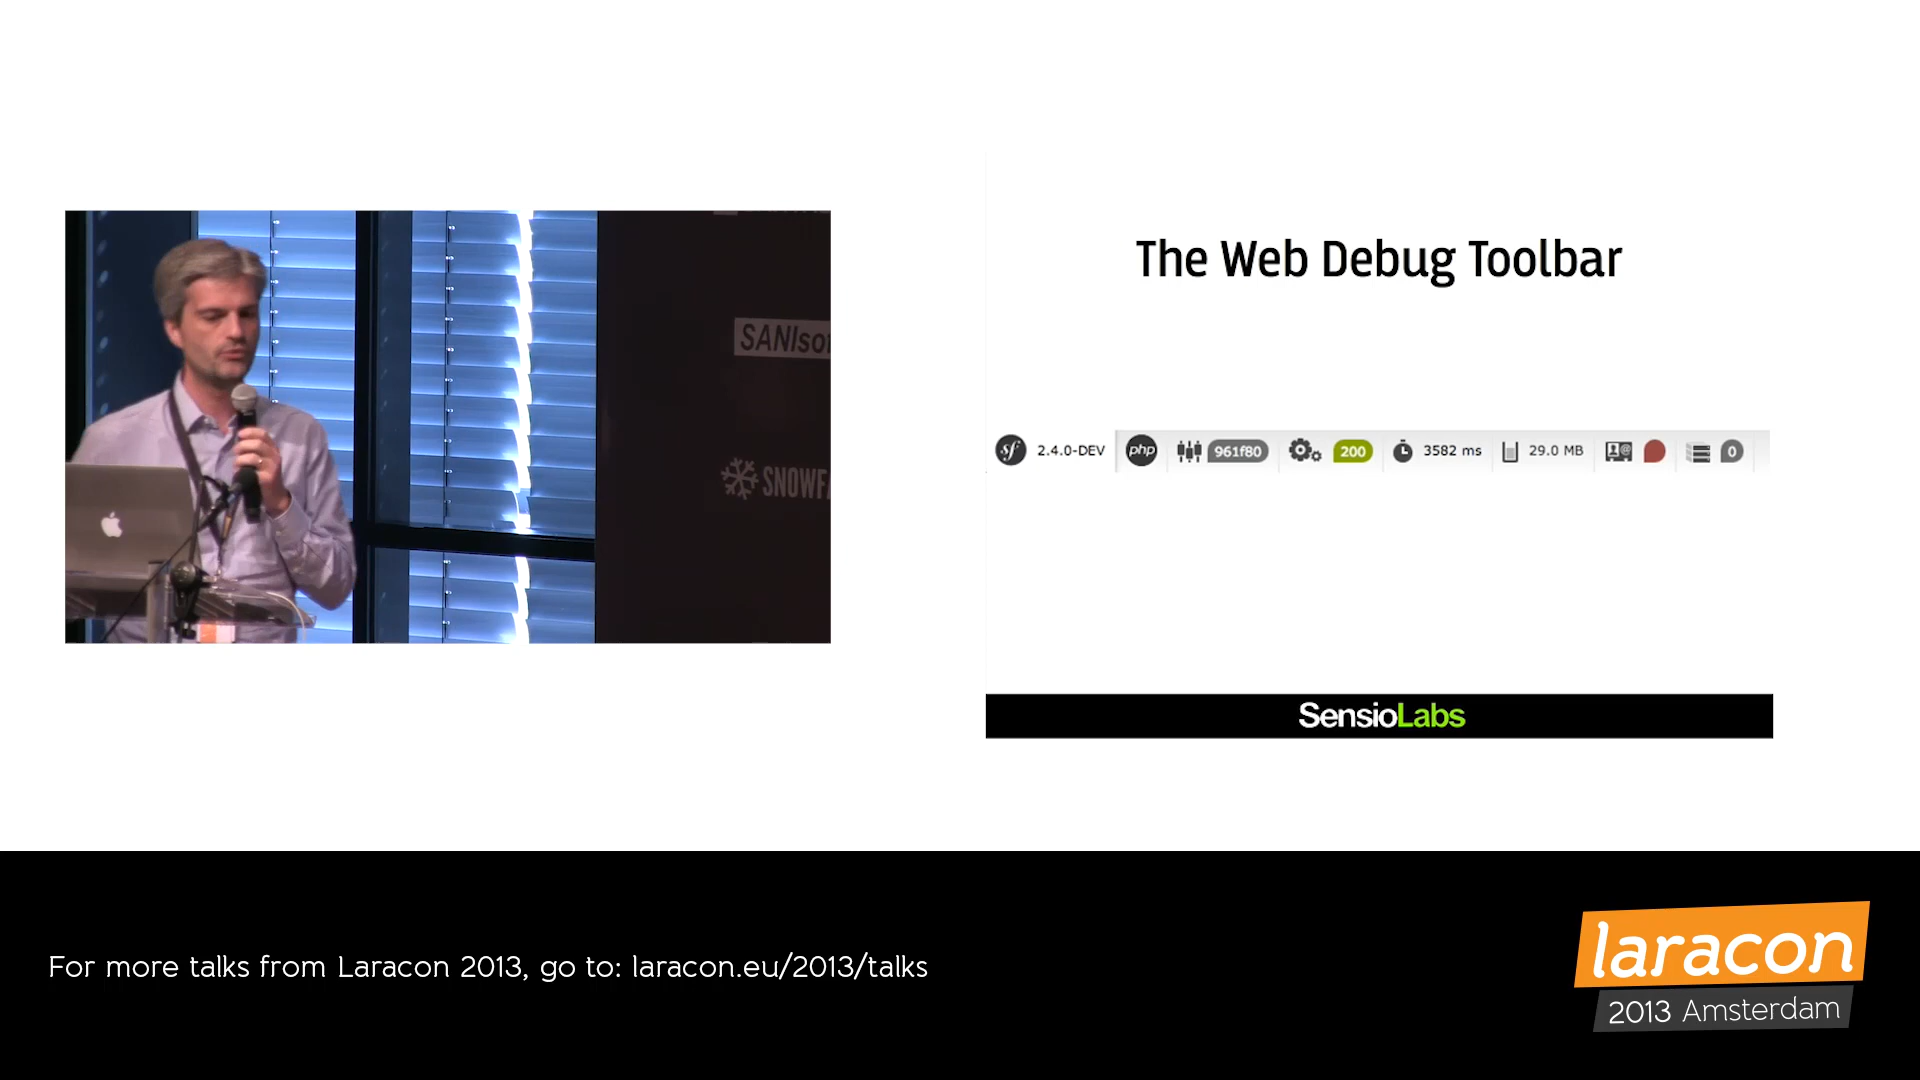 The Web Debug Toolbar
SANIso
SNOWF
sf 2.4.0-DEV php 961f80 200 3582 ms 29.0 MB 0
SensioLabs
For more talks from Laracon 2013, go to: laracon.eu/2013/talks
laracon
2013 Amsterdam